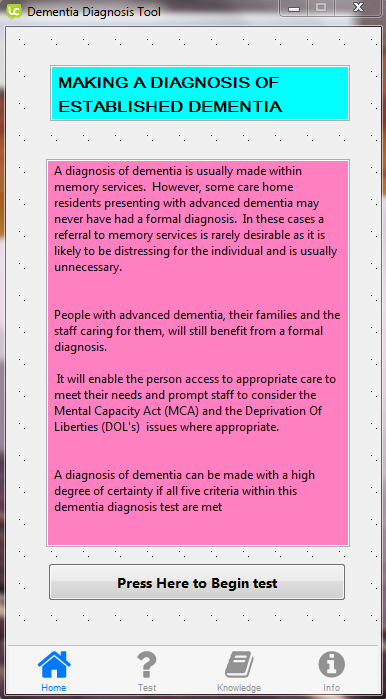 Dementia Diagnosis Tool
MAKING A DIAGNOSIS OF
ESTABLISHED DEMENTIA
A diagnosis of dementia is usually made within
memory services.  However, some care home
residents presenting with advanced dementia may
never have had a formal diagnosis.  In these cases a
referral to memory services is rarely desirable as it is
likely to be distressing for the individual and is usually
unnecessary.
People with advanced dementia, their families and the
staff caring for them, will still benefit from a formal
diagnosis.
It will enable the person access to appropriate care to
meet their needs and prompt staff to consider the
Mental Capacity Act (MCA) and the Deprivation Of
Liberties (DOL's)  issues where appropriate.
A diagnosis of dementia can be made with a high
degree of certainty if all five criteria within this
dementia diagnosis test are met
Press Here to Begin test
Home Test Knowledge Info